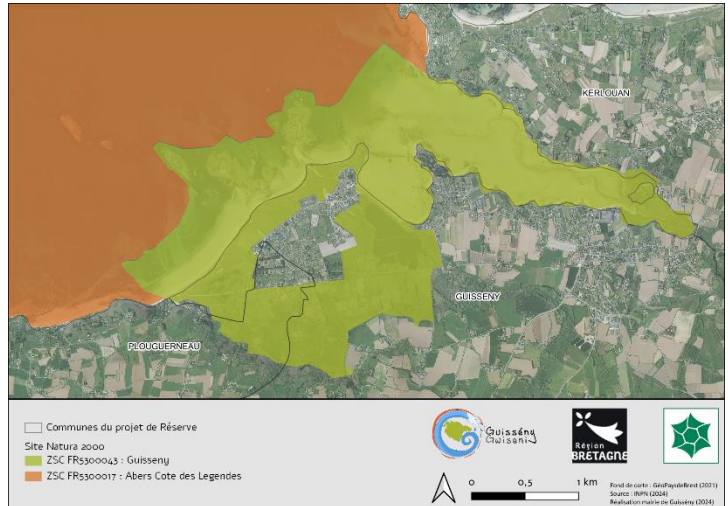 KERLOUAN
GUISSENY
PLOUGUERNEAU
Communes du projet de Réserve
Site Natura 2000
ZSC FR5300043 : Guisseny
ZSC FR5300017 : Abers Cote des Legendes
Guissény
Gwiseni
Région
BRETAGNE
0 0,5 1 km
Fond de carte : GéoPaysdeBrest (2021)
Source : INPN (2024)
Réalisation mairie de Guissény (2024)